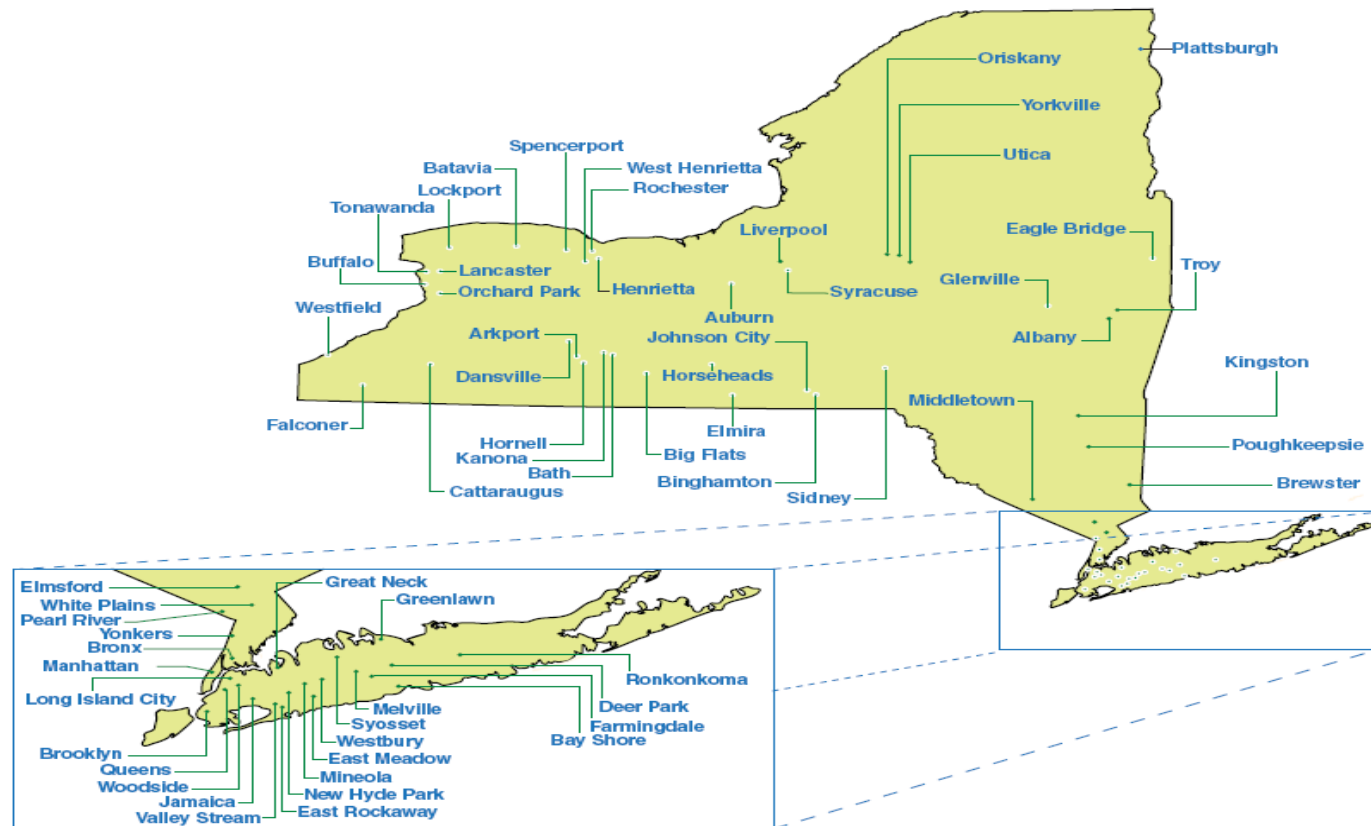 Plattsburgh
Oriskany
Yorkville
Spencerport
Utica
Batavia
West Henrietta
Lockport
Rochester
Tonawanda
Liverpool
Eagle Bridge
Buffalo
Lancaster
Troy
Glenville
Orchard Park
Henrietta
Syracuse
Westfield
Auburn
Arkport
Johnson City
Albany
Kingston
Dansville
Horseheads
Middletown
Falconer
Elmira
Hornell
Poughkeepsie
Kanona
Big Flats
Bath
Binghamton
Brewster
Cattaraugus
Sidney
Great Neck
Elmsford
Greenlawn
White Plains
Pearl River
Yonkers
Bronx
Manhattan
Ronkonkoma
Long Island City
Deer Park
Melville
Syosset
Farmingdale
Westbury
Bay Shore
Brooklyn
East Meadow
Queens
Mineola
Woodside
New Hyde Park
Jamaica
East Rockaway
Valley Stream